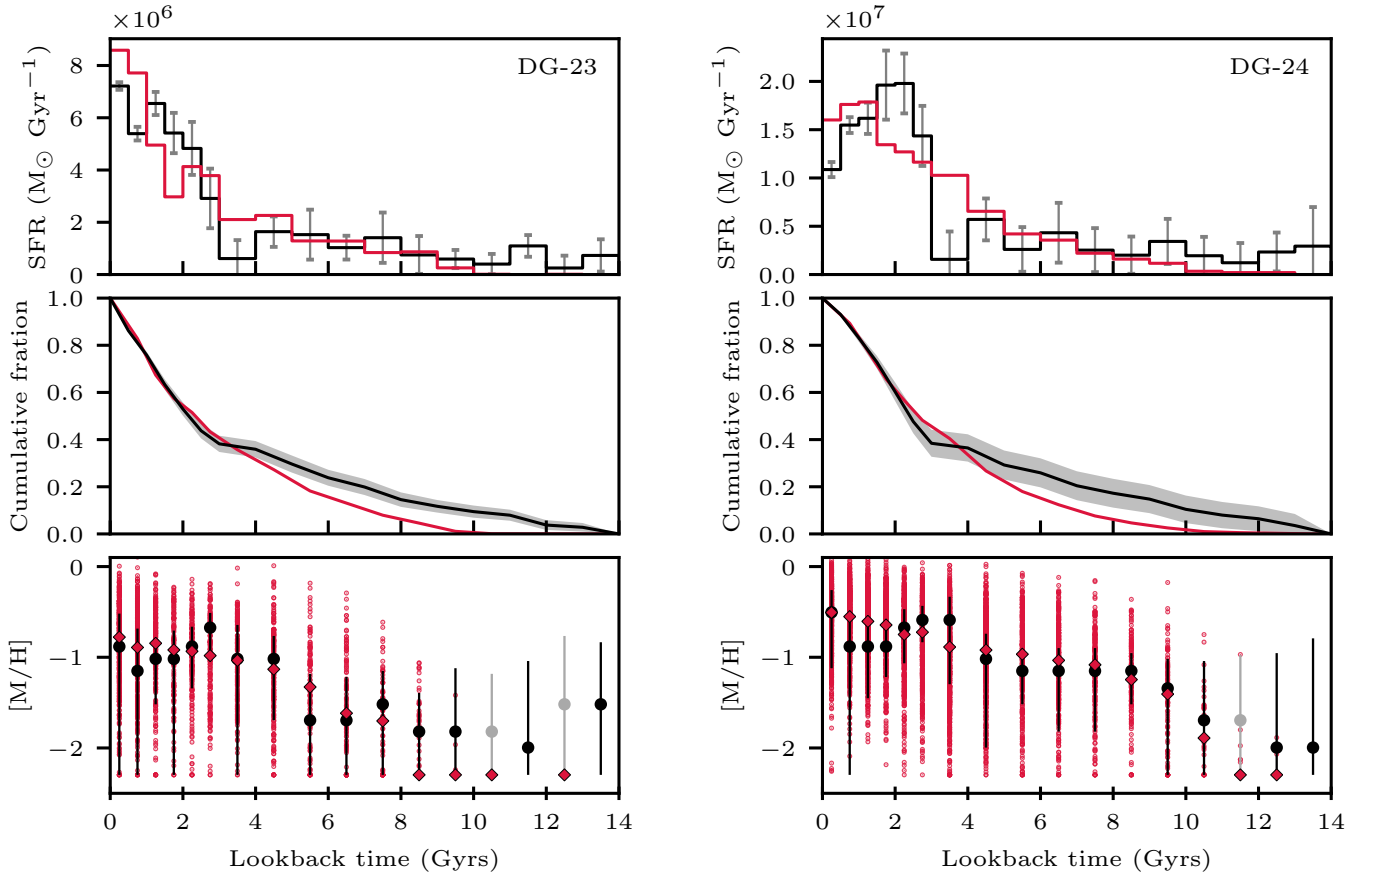 ×10⁶
SFR (M⊙ Gyr⁻¹)
8
6
4
2
0
DG-23
Cumulative fration
1.0
0.8
0.6
0.4
0.2
0.0
[M/H]
0
−1
−2
0 2 4 6 8 10 12 14
Lookback time (Gyrs)
×10⁷
SFR (M⊙ Gyr⁻¹)
2.0
1.5
1.0
0.5
0.0
DG-24
Cumulative fration
1.0
0.8
0.6
0.4
0.2
0.0
[M/H]
0
−1
−2
0 2 4 6 8 10 12 14
Lookback time (Gyrs)